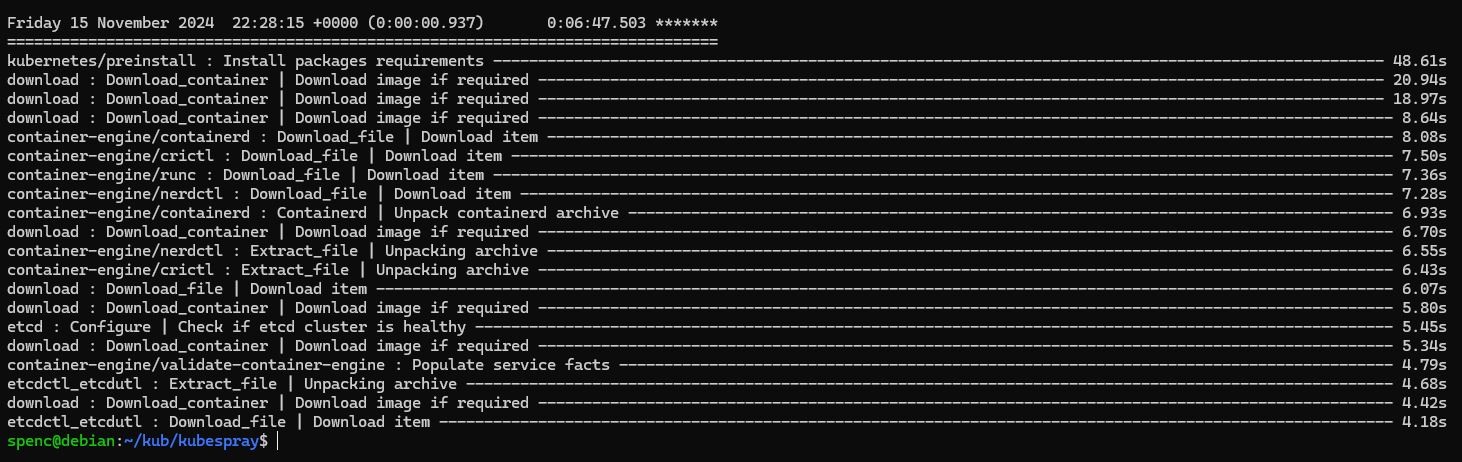 Friday 15 November 2024  22:28:15 +0000 (0:00:00.937)       0:06:47.503 *******
===============================================================================
kubernetes/preinstall : Install packages requirements --------------------------------------------------------------------------------------------------- 48.61s
download : Download_container | Download image if required ---------------------------------------------------------------------------------------------- 20.94s
download : Download_container | Download image if required ---------------------------------------------------------------------------------------------- 18.97s
download : Download_container | Download image if required ----------------------------------------------------------------------------------------------- 8.64s
container-engine/containerd : Download_file | Download item ---------------------------------------------------------------------------------------------- 8.08s
container-engine/crictl : Download_file | Download item -------------------------------------------------------------------------------------------------- 7.50s
container-engine/runc : Download_file | Download item ---------------------------------------------------------------------------------------------------- 7.36s
container-engine/nerdctl : Download_file | Download item ------------------------------------------------------------------------------------------------- 7.28s
container-engine/containerd : Containerd | Unpack containerd archive ------------------------------------------------------------------------------------- 6.93s
download : Download_container | Download image if required ----------------------------------------------------------------------------------------------- 6.70s
container-engine/nerdctl : Extract_file | Unpacking archive ---------------------------------------------------------------------------------------------- 6.55s
container-engine/crictl : Extract_file | Unpacking archive ----------------------------------------------------------------------------------------------- 6.43s
download : Download_file | Download item ----------------------------------------------------------------------------------------------------------------- 6.07s
download : Download_container | Download image if required ----------------------------------------------------------------------------------------------- 5.80s
etcd : Configure | Check if etcd cluster is healthy ------------------------------------------------------------------------------------------------------ 5.45s
download : Download_container | Download image if required ----------------------------------------------------------------------------------------------- 5.34s
container-engine/validate-container-engine : Populate service facts -------------------------------------------------------------------------------------- 4.79s
etcdctl_etcdutl : Extract_file | Unpacking archive ------------------------------------------------------------------------------------------------------- 4.68s
download : Download_container | Download image if required ----------------------------------------------------------------------------------------------- 4.42s
etcdctl_etcdutl : Download_file | Download item ---------------------------------------------------------------------------------------------------------- 4.18s
spenc@debian:~/kub/kubespray$